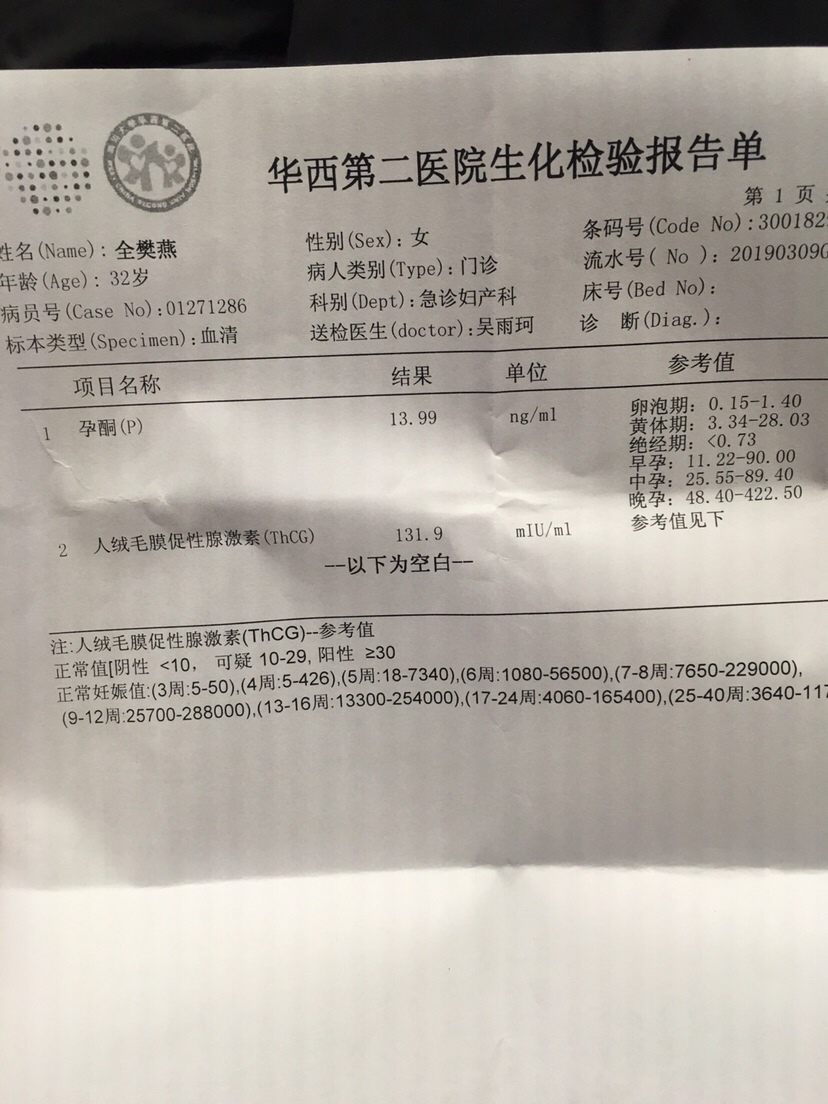 华西第二医院生化检验报告单
第 1 页
姓名(Name): 全樊燕 性别(Sex): 女 条码号(Code No):3001829
年龄(Age): 32岁 病人类别(Type): 门诊 流水号( No ): 201903090
病员号(Case No):01271286 科别(Dept): 急诊妇产科 床号(Bed No):
标本类型(Specimen): 血清 送检医生(doctor): 吴雨珂 诊 断(Diag.):
项目名称 结果 单位 参考值
1 孕酮(P) 13.99 ng/ml 卵泡期: 0.15-1.40
黄体期: 3.34-28.03
绝经期: <0.73
早孕: 11.22-90.00
中孕: 25.55-89.40
晚孕: 48.40-422.50
2 人绒毛膜促性腺激素(ThCG) 131.9 mIU/ml 参考值见下
--以下为空白--
注:人绒毛膜促性腺激素(ThCG)--参考值
正常值[阴性 <10, 可疑 10-29, 阳性 ≥30
正常妊娠值:(3周:5-50),(4周:5-426),(5周:18-7340),(6周:1080-56500),(7-8周:7650-229000),
(9-12周:25700-288000),(13-16周:13300-254000),(17-24周:4060-165400),(25-40周:3640-117